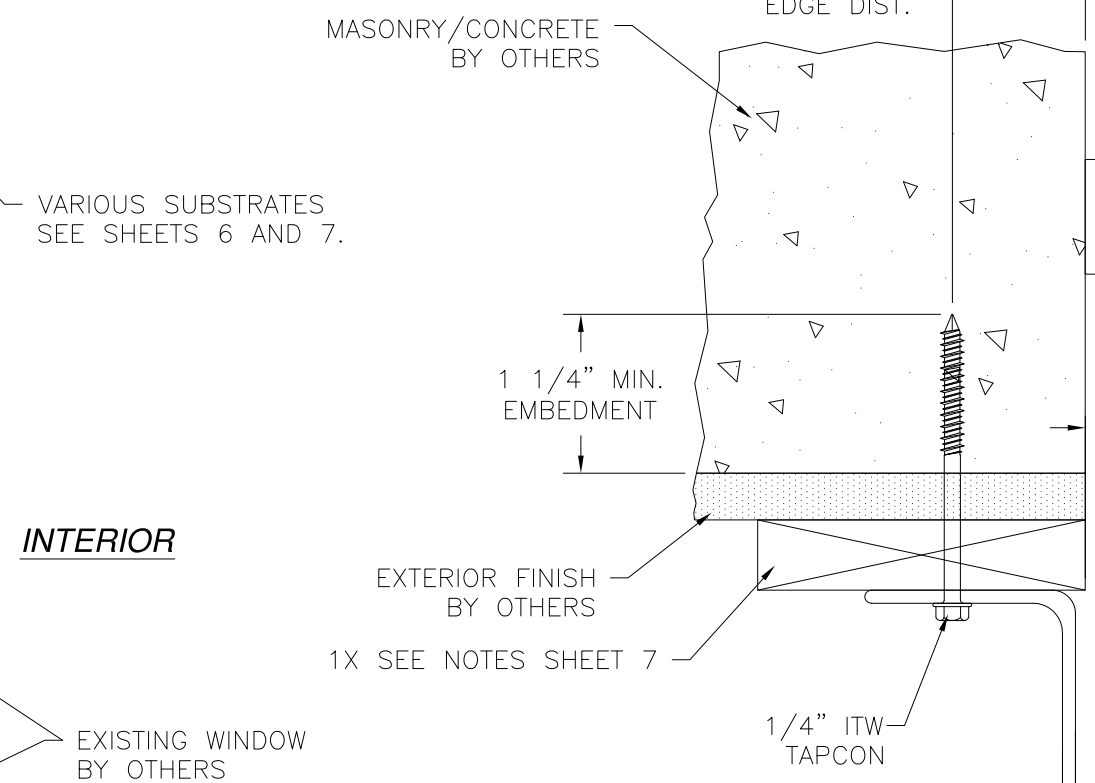 EDGE DIST.
MASONRY/CONCRETE
BY OTHERS
VARIOUS SUBSTRATES
SEE SHEETS 6 AND 7.
1 1/4" MIN.
EMBEDMENT
INTERIOR
EXTERIOR FINISH
BY OTHERS
1X SEE NOTES SHEET 7
1/4" ITW
TAPCON
EXISTING WINDOW
BY OTHERS